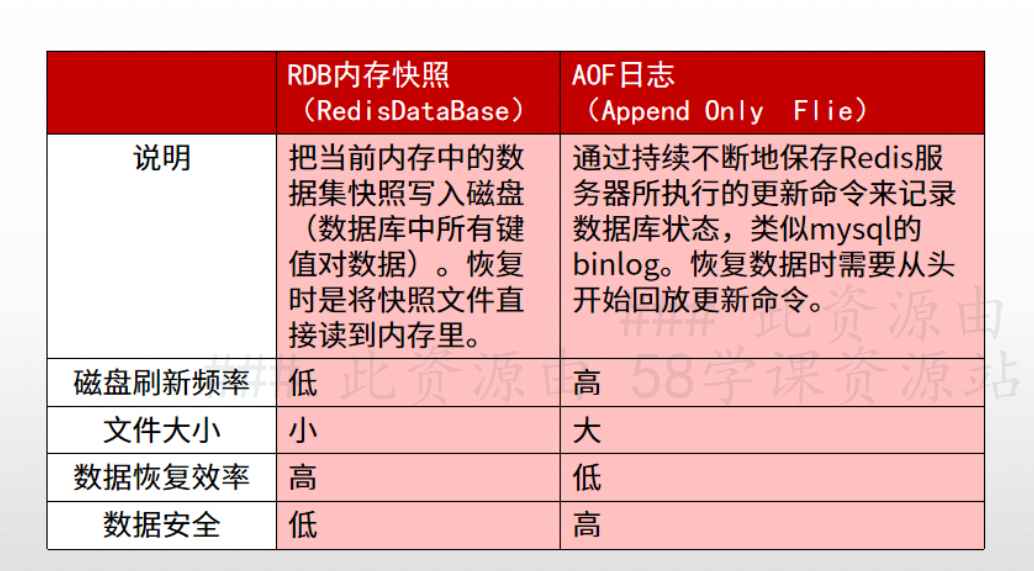 RDB内存快照
（RedisDataBase）
AOF日志
（Append Only Flie）
说明
把当前内存中的数
据集快照写入磁盘
（数据库中所有键
值对数据）。恢复
时是将快照文件直
接读到内存里。
通过持续不断地保存Redis服
务器所执行的更新命令来记录
数据库状态，类似mysql的
binlog。恢复数据时需要从头
开始回放更新命令。
### 此资源由
磁盘刷新频率
低
高
### 此资源由 58学课资源站
文件大小
小
大
数据恢复效率
高
低
数据安全
低
高